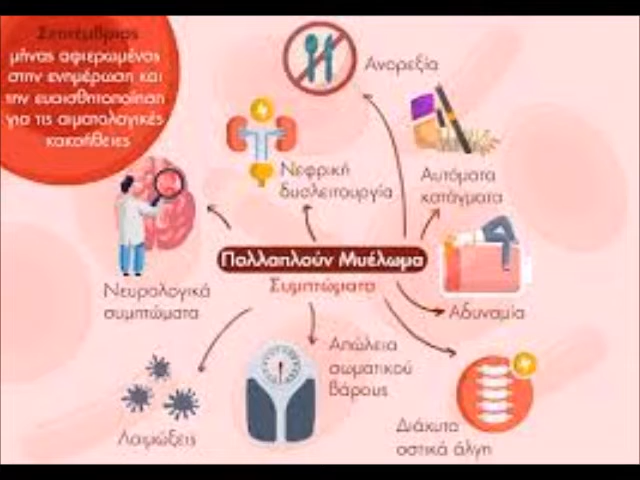 Σεπτέμβριος
μήνας αφιερωμένος
στην ενημέρωση και
την ευαισθητοποίηση
για τις αιματολογικές
κακοήθειες
Ανορεξία
Νεφρική
δυσλειτουργία
Αυτόματα
κατάγματα
Πολλαπλούν Μυέλωμα
Συμπτώματα
Νευρολογικά
συμπτώματα
Αδυναμία
Απώλεια
σωματικού
βάρους
Λοιμώξεις
Διάχυτα
οστικά άλγη